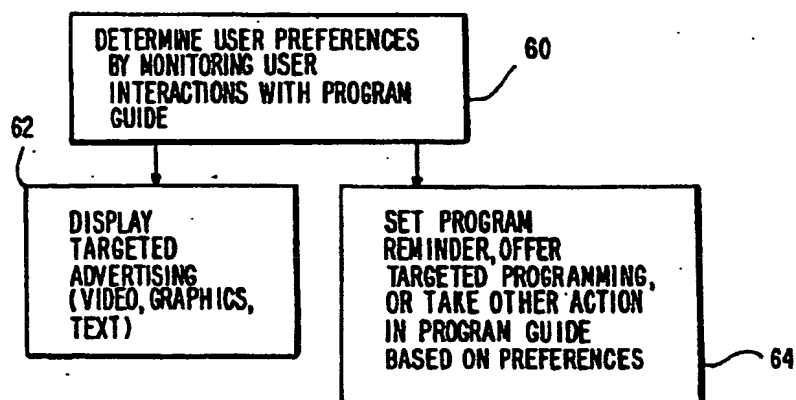 DETERMINE USER PREFERENCES
BY MONITORING USER
INTERACTIONS WITH PROGRAM
GUIDE
60
62
DISPLAY
TARGETED
ADVERTISING
(VIDEO, GRAPHICS,
TEXT)
SET PROGRAM
REMINDER, OFFER
TARGETED PROGRAMMING,
OR TAKE OTHER ACTION
IN PROGRAM GUIDE
BASED ON PREFERENCES
64